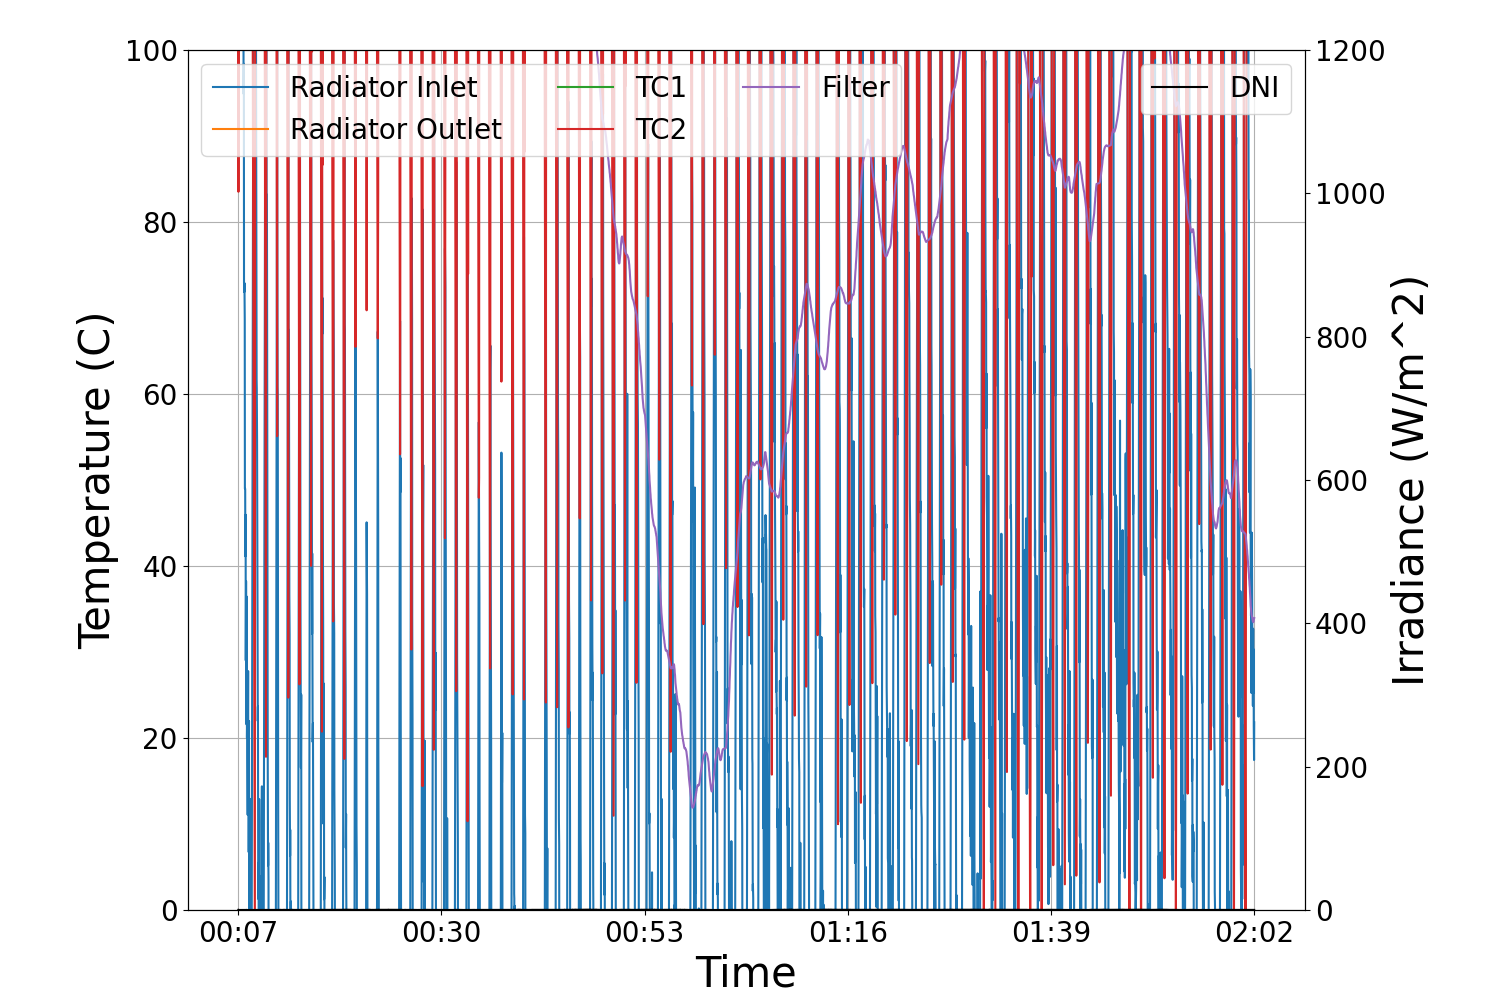 100
80
60
40
20
0
Temperature (C)
Radiator Inlet
Radiator Outlet
TC1
TC2
Filter
DNI
1200
1000
800
600
400
200
0
Irradiance (W/m^2)
00:07
00:30
00:53
01:16
01:39
02:02
Time